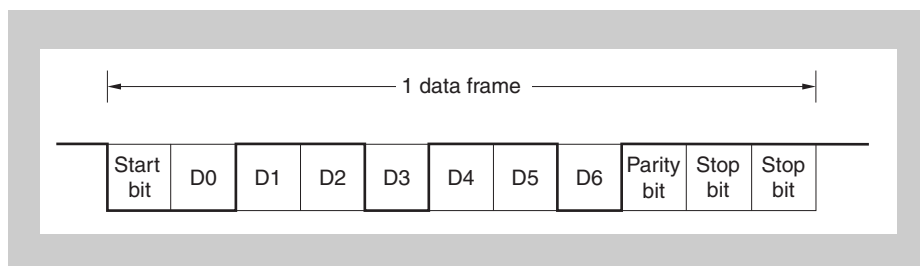 1 data frame
Start bit D0 D1 D2 D3 D4 D5 D6 Parity bit Stop bit Stop bit